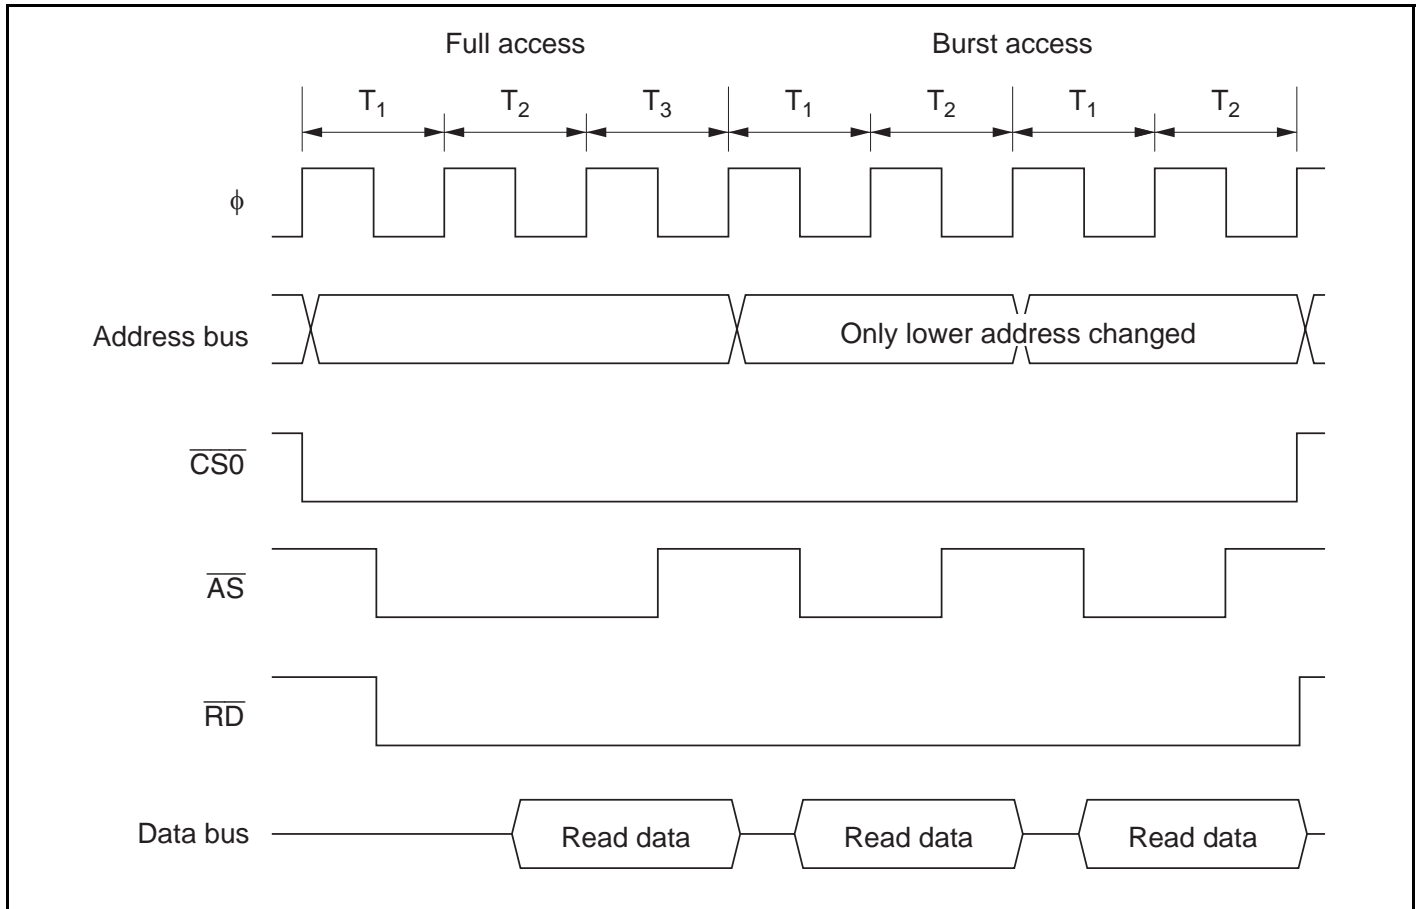 Full access Burst access
T1 T2 T3 T1 T2 T1 T2
ϕ
Address bus Only lower address changed
CS0
AS
RD
Data bus Read data Read data Read data